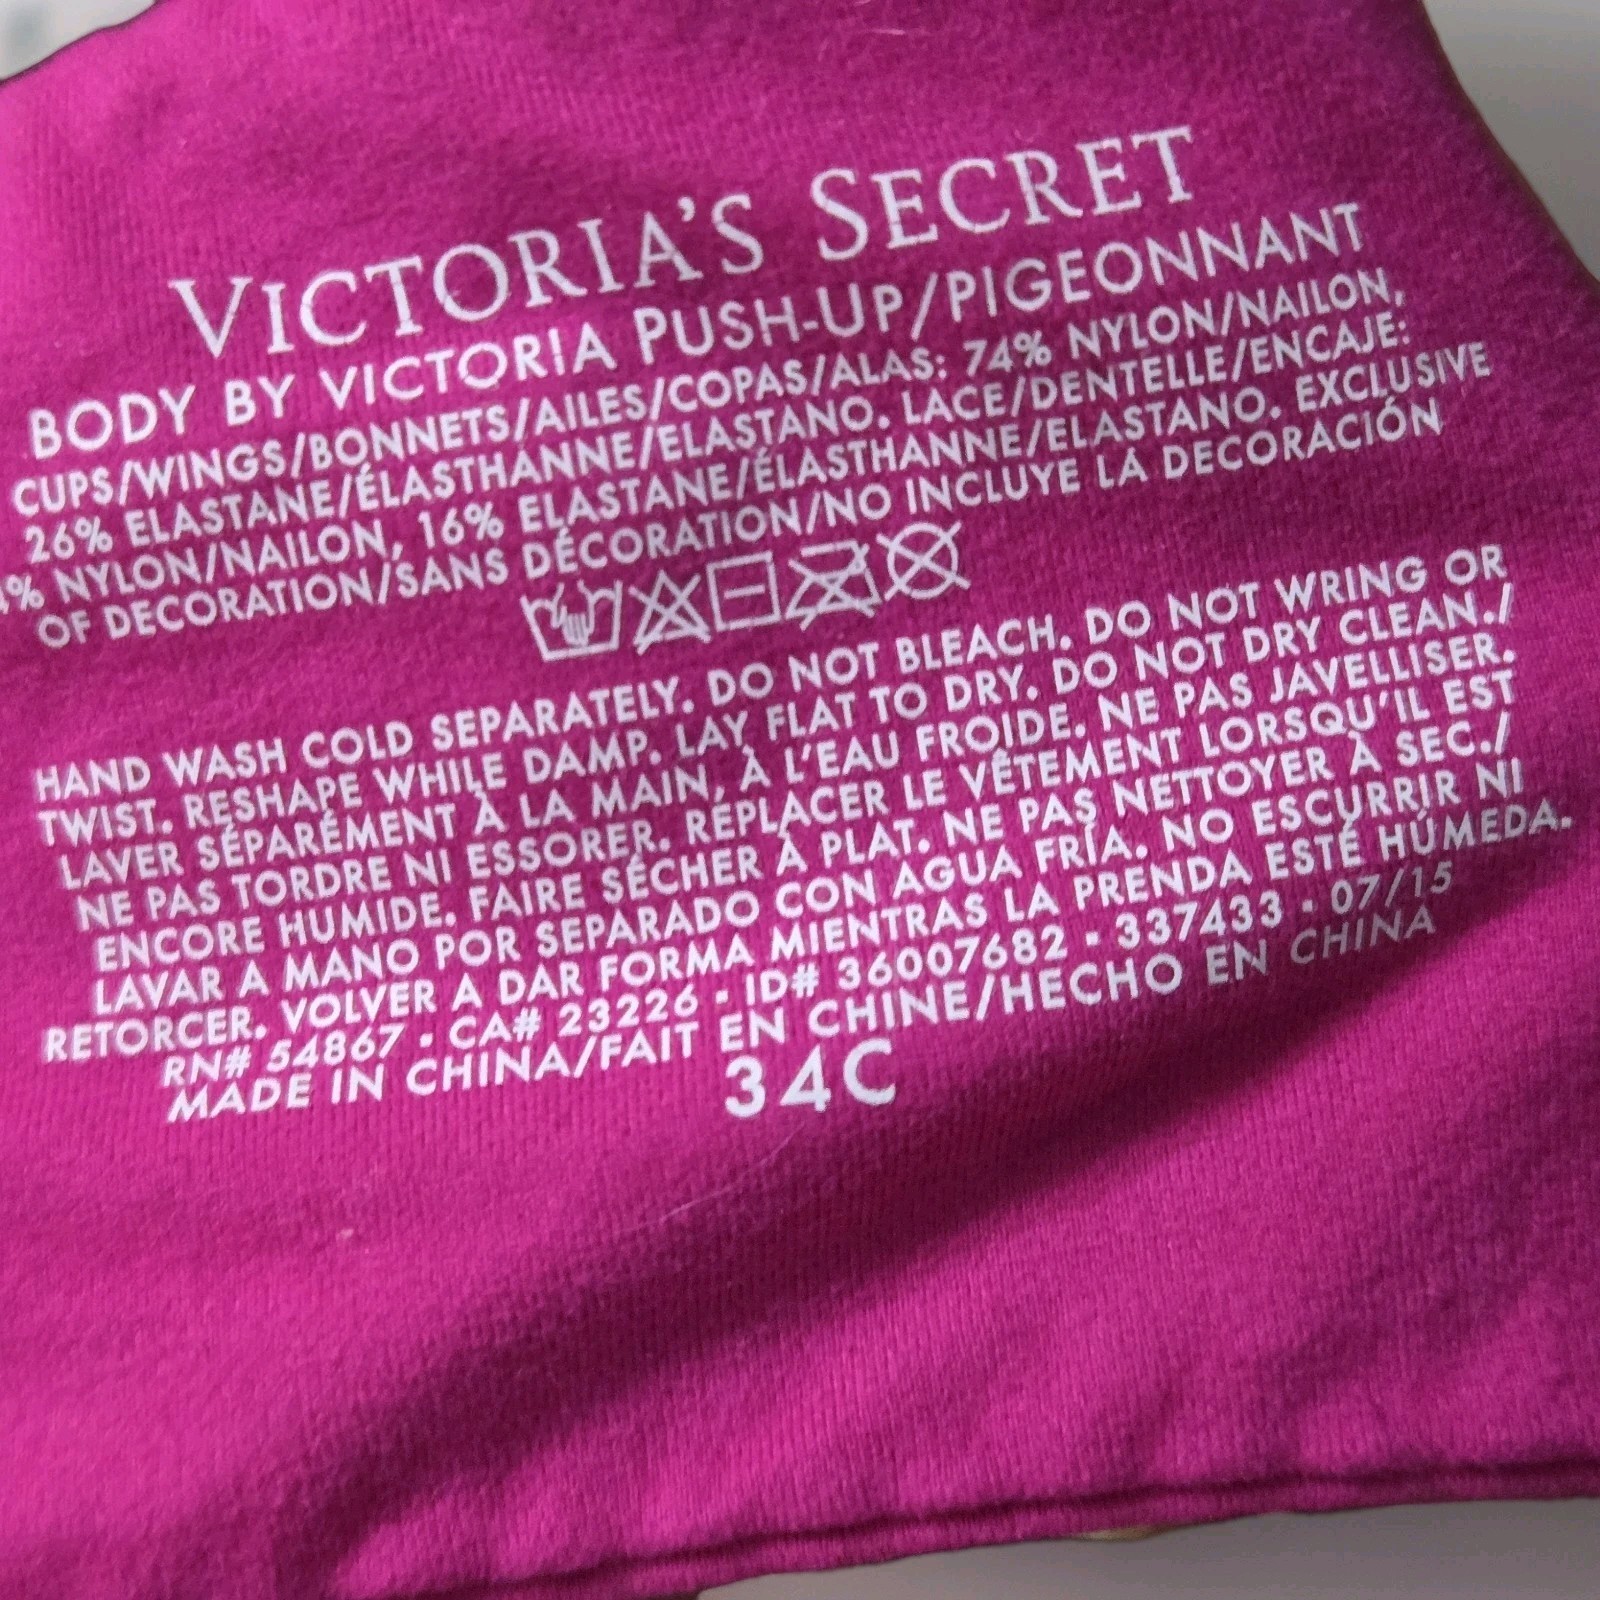 VICTORIA'S SECRET
BODY BY VICTORIA PUSH-UP/PIGEONNANT
CUPS/WINGS/BONNETS/AILES/COPAS/ALAS: 74% NYLON/NAILON,
26% ELASTANE/ÉLASTHANNE/ELASTANO. LACE/DENTELLE/ENCAJE:
NYLON/NAILON, 16% ELASTANE/ÉLASTHANNE/ELASTANO. EXCLUSIVE
OF DECORATION/SANS DÉCORATION/NO INCLUYE LA DECORACIÓN
HAND WASH COLD SEPARATELY. DO NOT BLEACH. DO NOT WRING OR
TWIST. RESHAPE WHILE DAMP. LAY FLAT TO DRY. DO NOT DRY CLEAN./
LAVER SÉPARÉMENT À LA MAIN, À L'EAU FROIDE. NE PAS JAVELLISER.
NE PAS TORDRE NI ESSORER. REPLACER LE VÊTEMENT LORSQU'IL EST
ENCORE HUMIDE. FAIRE SÉCHER À PLAT. NE PAS NETTOYER À SEC./
LAVAR A MANO POR SEPARADO CON AGUA FRÍA. NO ESCURRIR NI
RETORCER. VOLVER A DAR FORMA MIENTRAS LA PRENDA ESTÉ HÚMEDA.
RN# 54867 • CA# 23226 • ID# 36007682 • 337433 • 07/15
MADE IN CHINA/FAIT EN CHINE/HECHO EN CHINA
34C